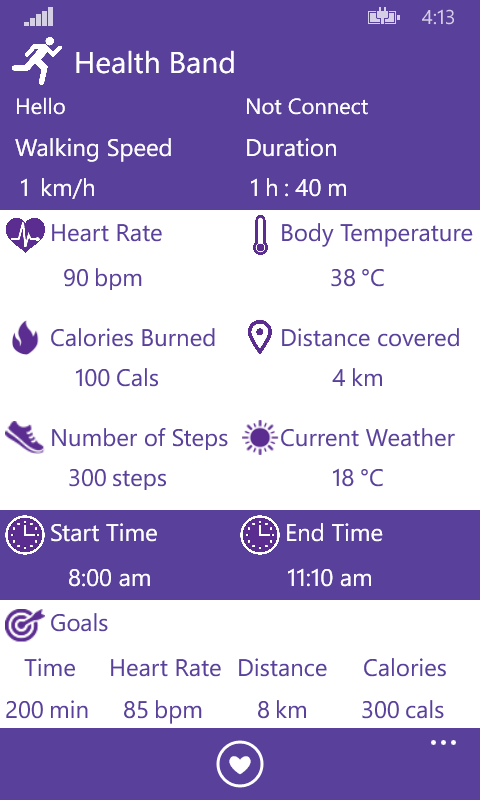 4:13
Health Band
Hello Not Connect
Walking Speed Duration
1 km/h 1 h : 40 m
Heart Rate Body Temperature
90 bpm 38 °C
Calories Burned Distance covered
100 Cals 4 km
Number of Steps Current Weather
300 steps 18 °C
Start Time End Time
8:00 am 11:10 am
Goals
Time Heart Rate Distance Calories
200 min 85 bpm 8 km 300 cals